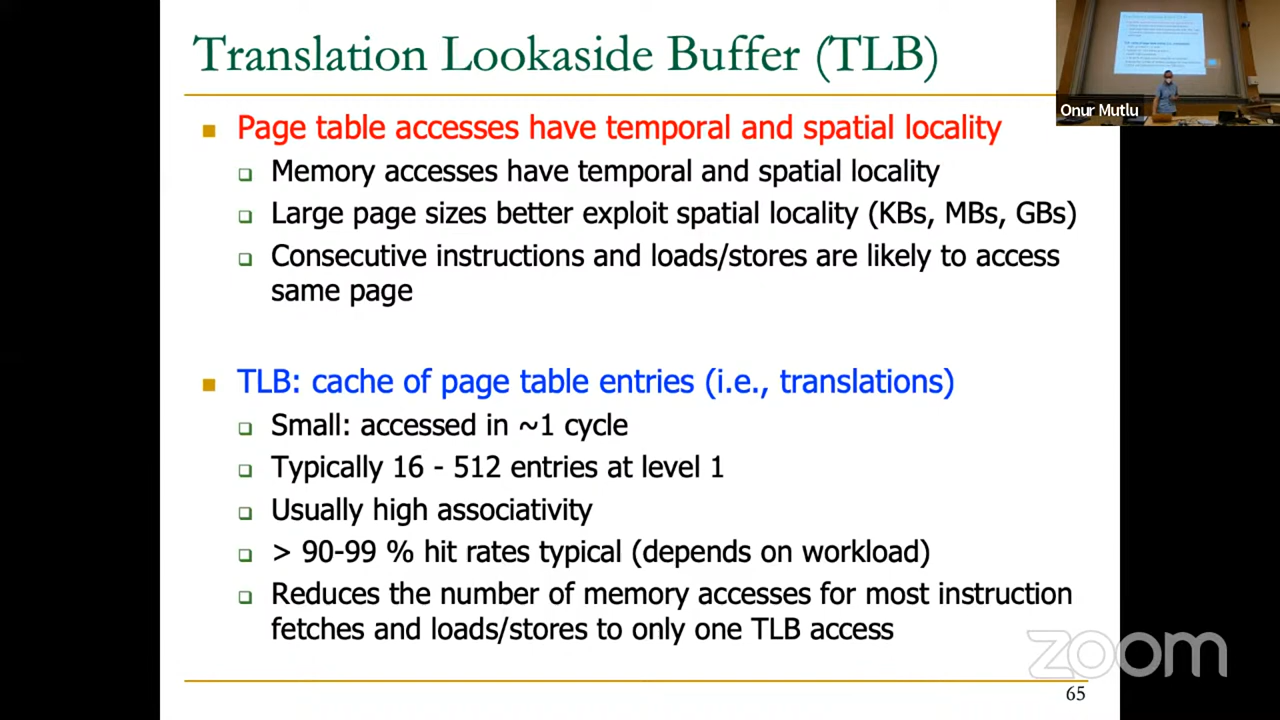 Translation Lookaside Buffer (TLB)
Onur Mutlu
Page table accesses have temporal and spatial locality
Memory accesses have temporal and spatial locality
Large page sizes better exploit spatial locality (KBs, MBs, GBs)
Consecutive instructions and loads/stores are likely to access
same page
TLB: cache of page table entries (i.e., translations)
Small: accessed in ~1 cycle
Typically 16 - 512 entries at level 1
Usually high associativity
> 90-99 % hit rates typical (depends on workload)
Reduces the number of memory accesses for most instruction
fetches and loads/stores to only one TLB access
zoom
65